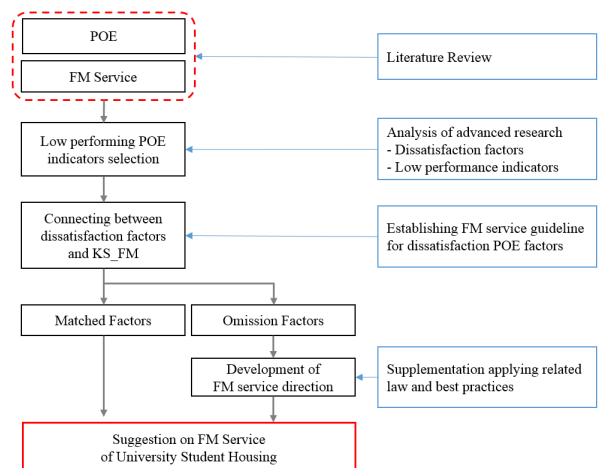 POE
Literature Review
FM Service
Low performing POE
indicators selection
Analysis of advanced research
- Dissatisfaction factors
- Low performance indicators
Connecting between
dissatisfaction factors
and KS_FM
Establishing FM service guideline
for dissatisfaction POE factors
Matched Factors
Omission Factors
Development of
FM service direction
Supplementation applying related
law and best practices
Suggestion on FM Service
of University Student Housing